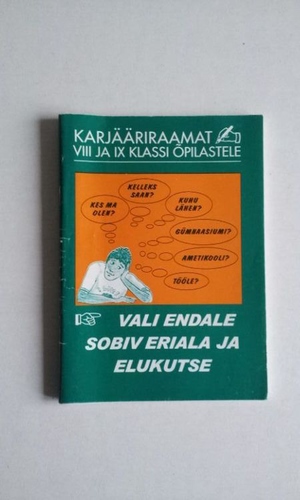 KARJÄÄRIRAAMAT
VIII JA IX KLASSI ÕPILASTELE
KELLEKS
SAAN?
KES MA
OLEN?
KUHU
LÄHEN?
GÜMNAASIUMI?
AMETIKOOLI?
TÖÖLE?
VALI ENDALE
SOBIV ERIALA JA
ELUKUTSE